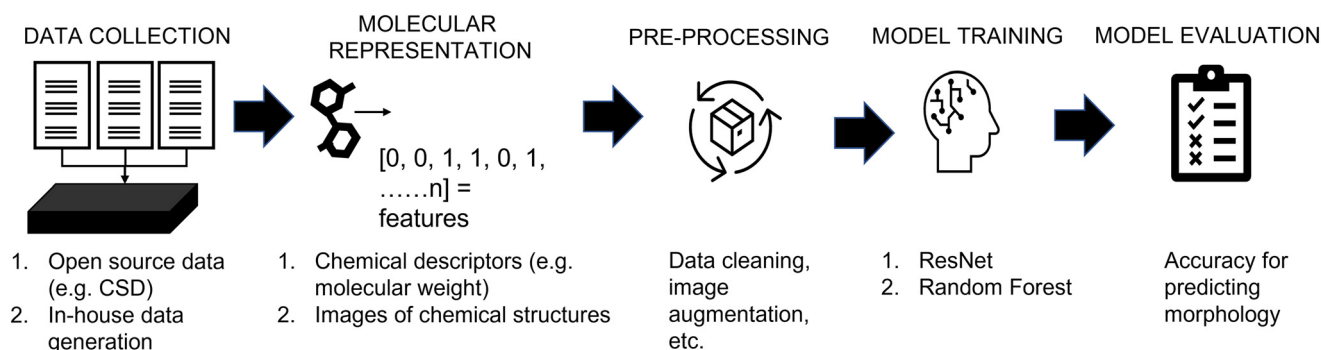 DATA COLLECTION
MOLECULAR
REPRESENTATION
PRE-PROCESSING
MODEL TRAINING
MODEL EVALUATION
[0, 0, 1, 1, 0, 1,
......n] =
features
1. Open source data
(e.g. CSD)
2. In-house data
generation
1. Chemical descriptors (e.g.
molecular weight)
2. Images of chemical structures
Data cleaning,
image
augmentation,
etc.
1. ResNet
2. Random Forest
Accuracy for
predicting
morphology